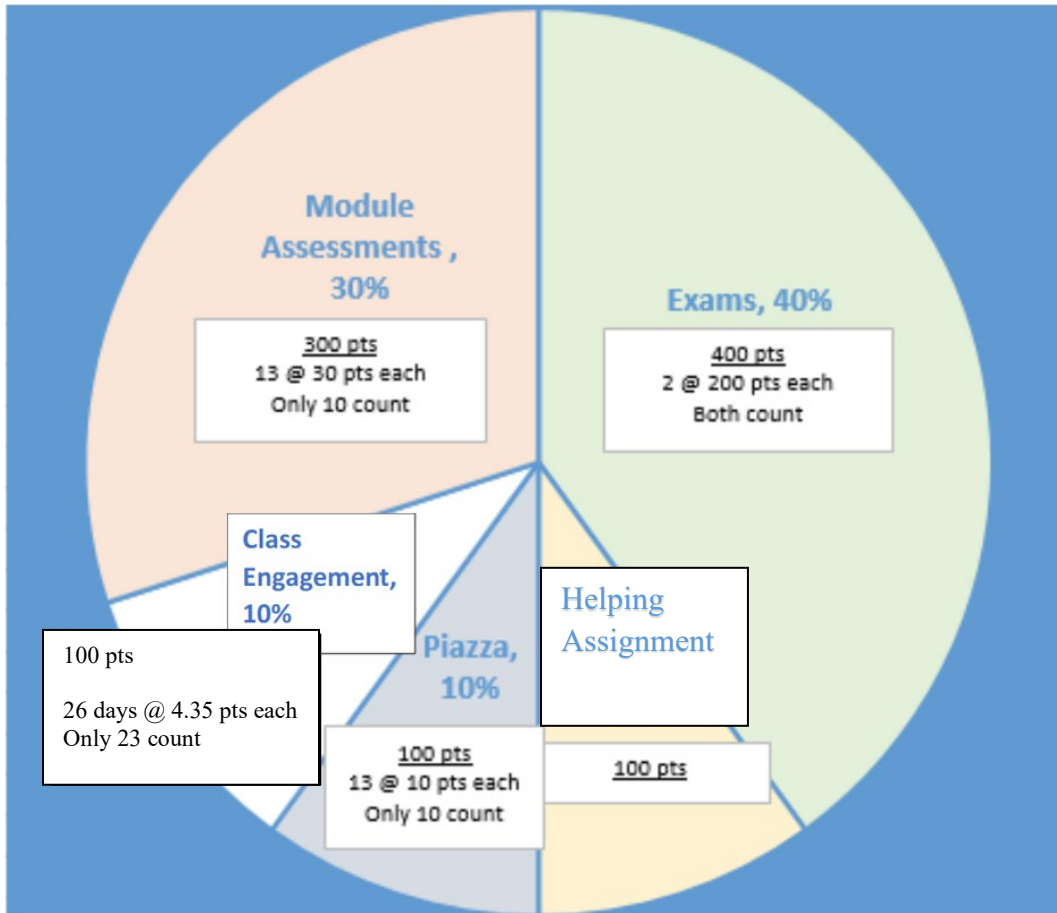 Module
Assessments ,
30%
300 pts
13 @ 30 pts each
Only 10 count
Exams, 40%
400 pts
2 @ 200 pts each
Both count
Class
Engagement,
10%
100 pts
26 days @ 4.35 pts each
Only 23 count
Piazza,
10%
100 pts
13 @ 10 pts each
Only 10 count
Helping
Assignment
100 pts